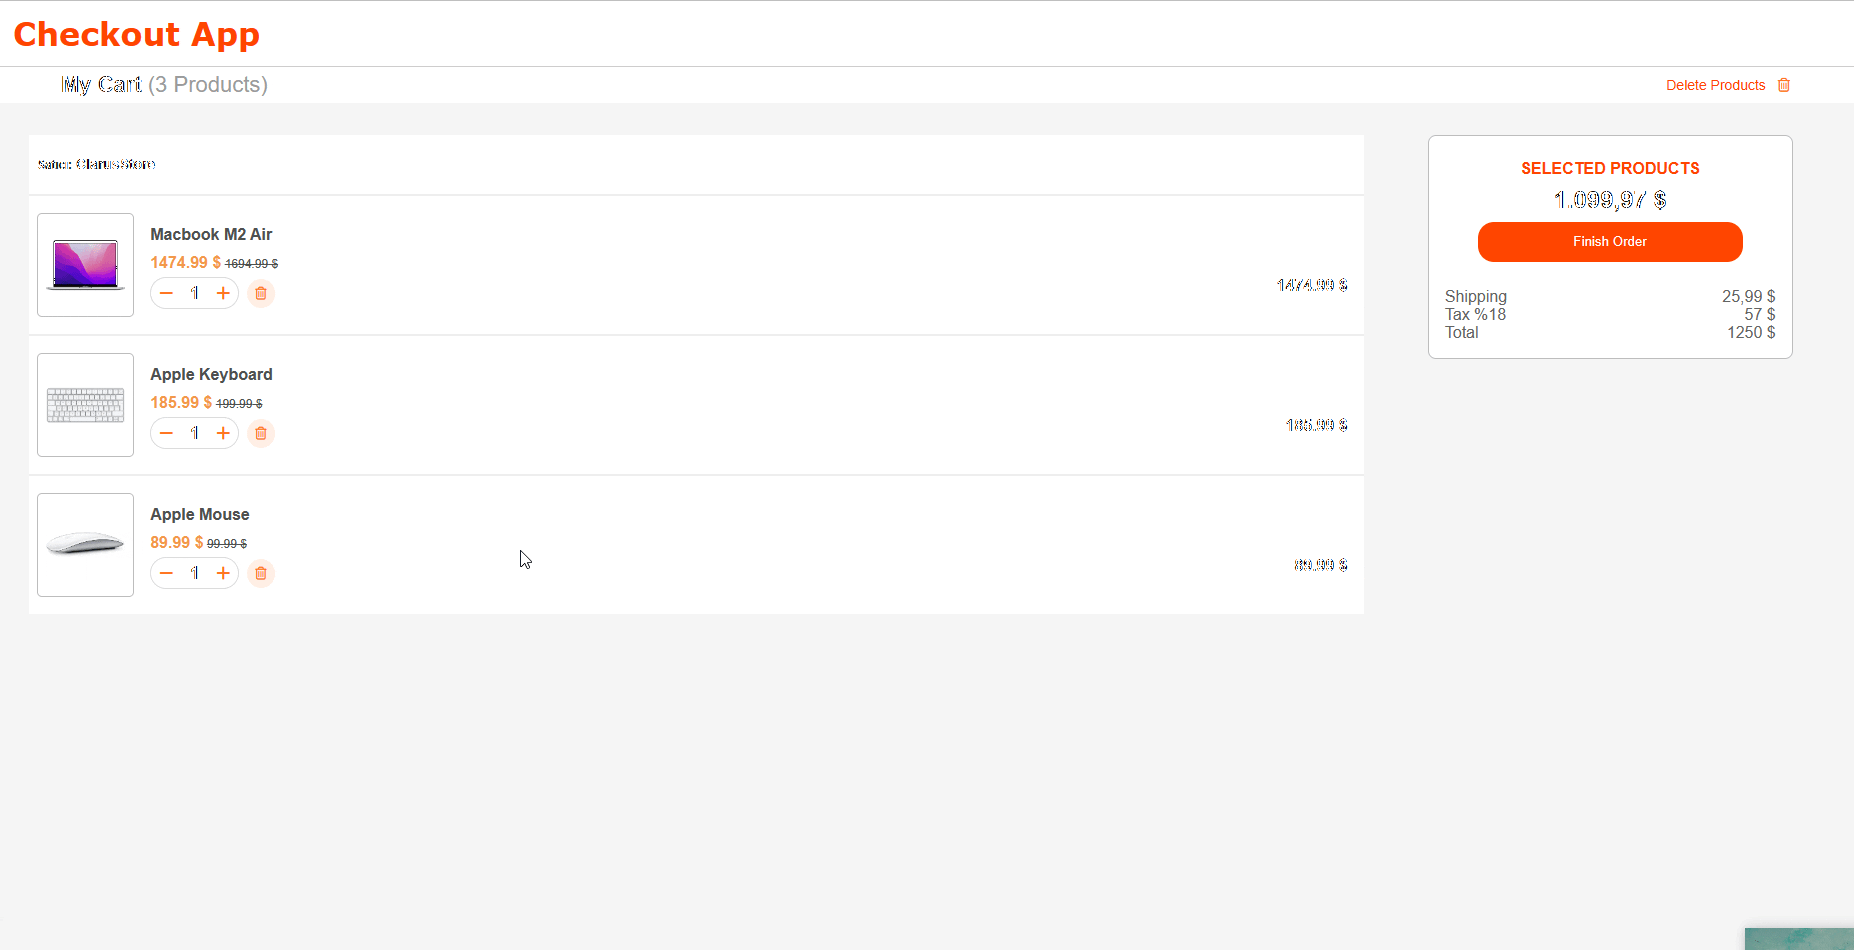 Checkout App
My Cart (3 Products)
Delete Products
Satıcı: ClarusStore
SELECTED PRODUCTS
1.099,97 $
Finish Order
Shipping 25,99 $
Tax %18 57 $
Total 1250 $
Macbook M2 Air
1474.99 $ 1694.99 $
1
1474.99 $
Apple Keyboard
185.99 $ 199.99 $
1
185.99 $
Apple Mouse
89.99 $ 99.99 $
1
89.99 $